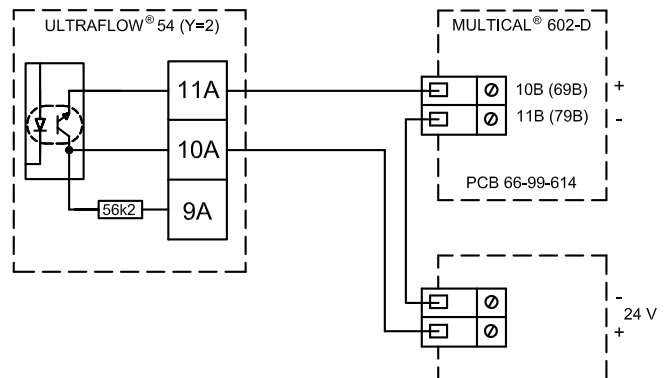 ULTRAFLOW® 54 (Y=2)
11A
10A
9A
56k2
MULTICAL® 602-D
10B (69B) +
11B (79B) -
PCB 66-99-614
-
24 V
+